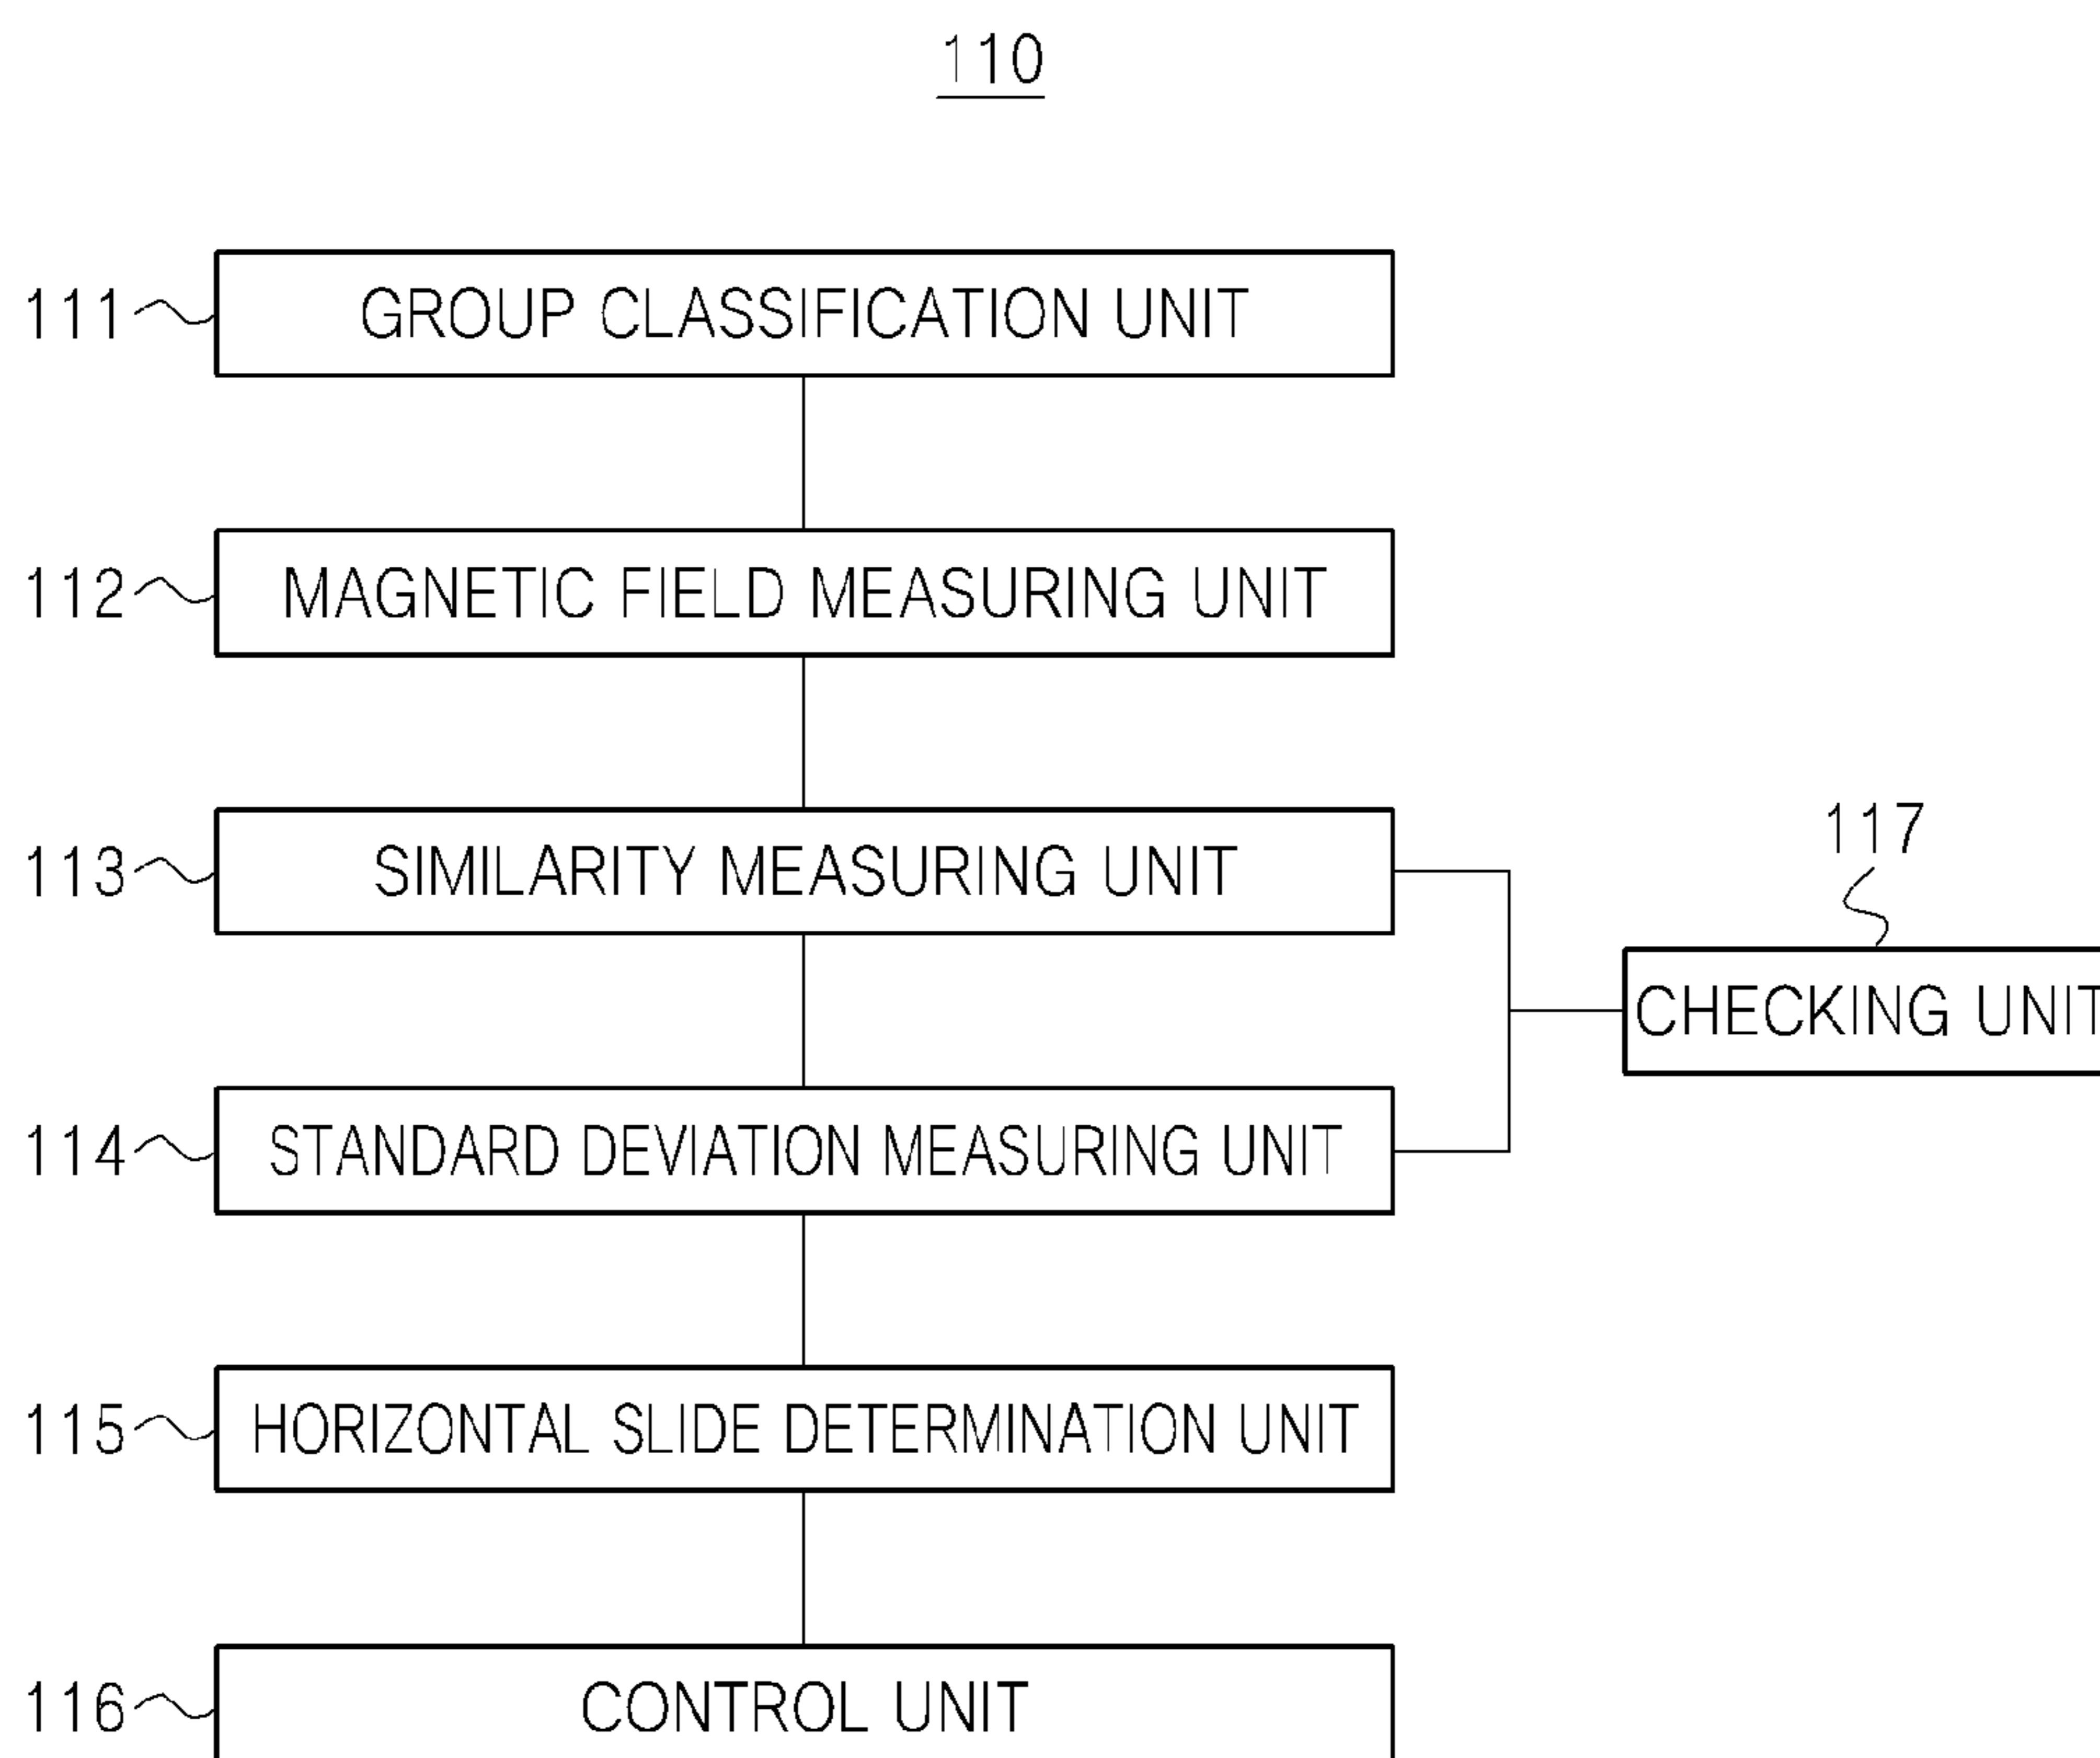 110
111 GROUP CLASSIFICATION UNIT
112 MAGNETIC FIELD MEASURING UNIT
113 SIMILARITY MEASURING UNIT
117
CHECKING UNIT
114 STANDARD DEVIATION MEASURING UNIT
115 HORIZONTAL SLIDE DETERMINATION UNIT
116 CONTROL UNIT